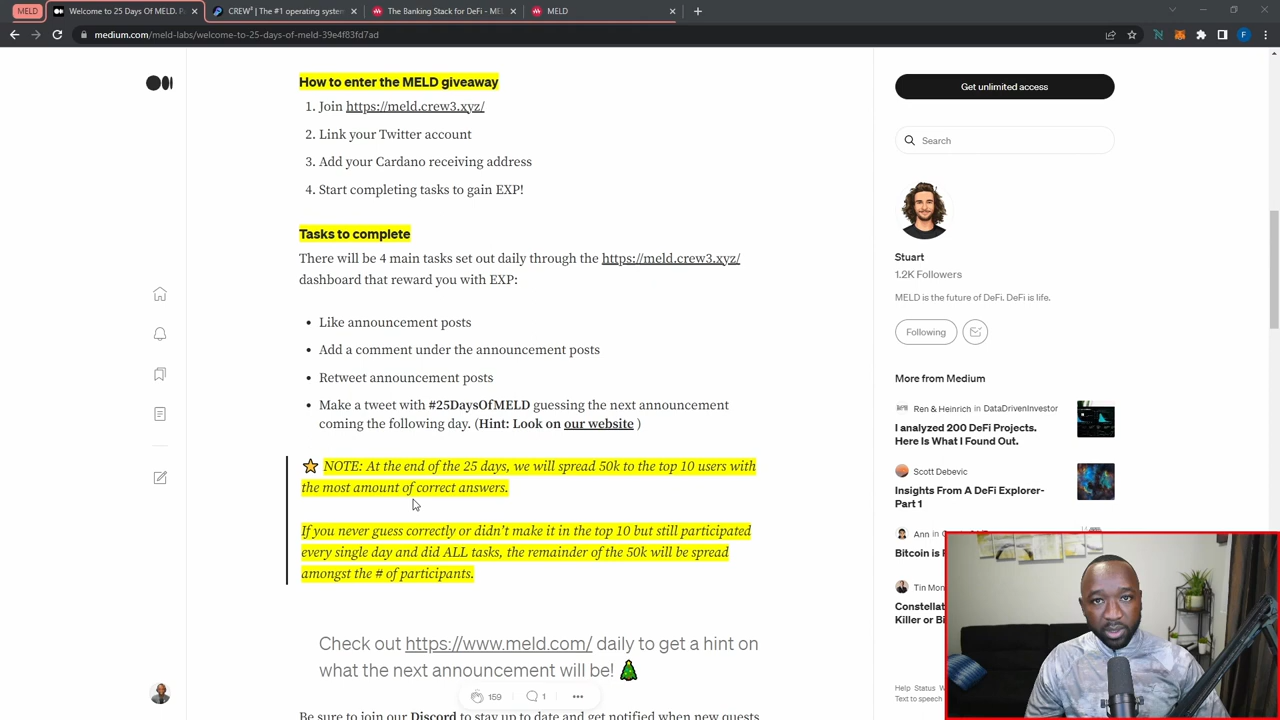 MELD
Welcome to 25 Days Of MELD. P
CREW³ | The #1 operating system
The Banking Stack for DeFi - MEL
MELD
medium.com/meld-labs/welcome-to-25-days-of-meld-39e4f83fd7ad
How to enter the MELD giveaway
1. Join https://meld.crew3.xyz/
2. Link your Twitter account
3. Add your Cardano receiving address
4. Start completing tasks to gain EXP!
Tasks to complete
There will be 4 main tasks set out daily through the https://meld.crew3.xyz/
dashboard that reward you with EXP:
• Like announcement posts
• Add a comment under the announcement posts
• Retweet announcement posts
• Make a tweet with #25DaysOfMELD guessing the next announcement
coming the following day. (Hint: Look on our website )
NOTE: At the end of the 25 days, we will spread 50k to the top 10 users with
the most amount of correct answers.
If you never guess correctly or didn't make it in the top 10 but still participated
every single day and did ALL tasks, the remainder of the 50k will be spread
amongst the # of participants.
Check out https://www.meld.com/ daily to get a hint on
what the next announcement will be!
159
1
Be sure to join our Discord to stay up to date and get notified when new quests
Get unlimited access
Search
Stuart
1.2K Followers
MELD is the future of DeFi. DeFi is life.
Following
More from Medium
Ren & Heinrich in DataDrivenInvestor
I analyzed 200 DeFi Projects.
Here Is What I Found Out.
Scott Debevic
Insights From A DeFi Explorer-
Part 1
Ann in
Bitcoin is
Tin Mon
Constellat
Killer or Bi
Help Status
Text to speech
F